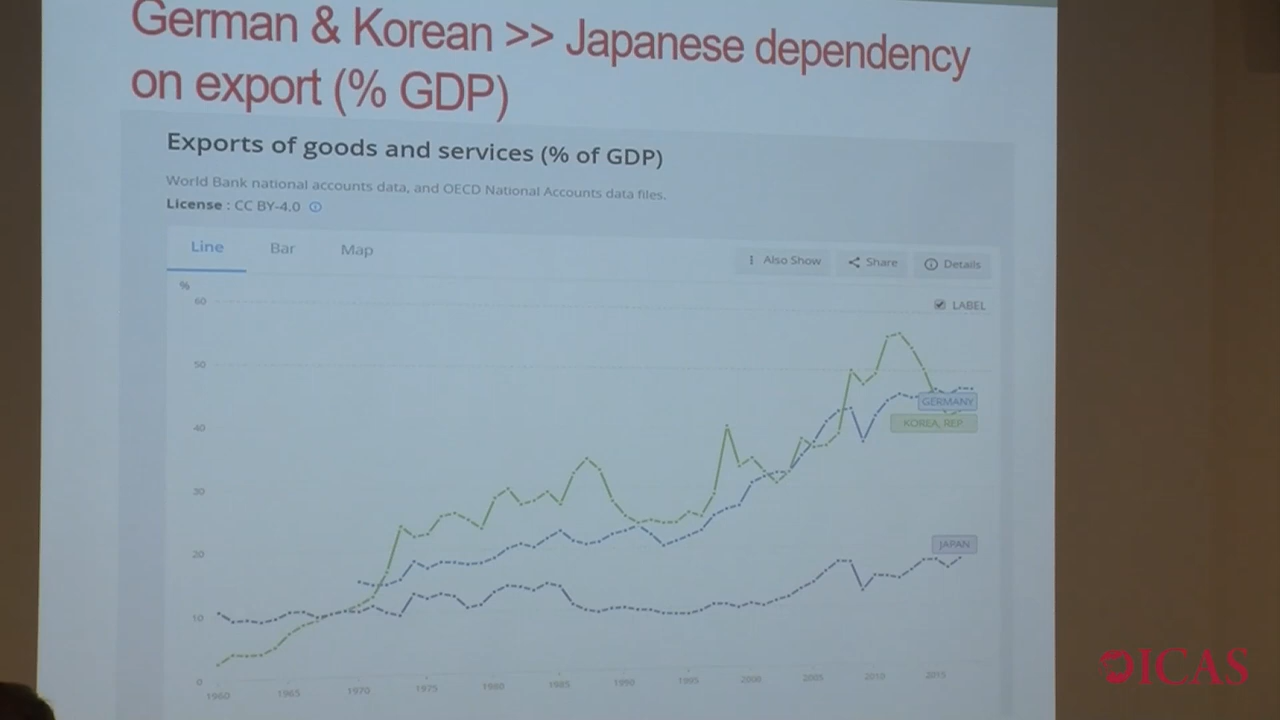 German & Korean >> Japanese dependency
on export (% GDP)
Exports of goods and services (% of GDP)
World Bank national accounts data, and OECD National Accounts data files.
License : CC BY-4.0
Line Bar Map
Also Show Share Details
%
LABEL
60
50
GERMANY
40
KOREA, REP.
30
JAPAN
20
10
0
1960 1965 1970 1975 1980 1985 1990 1995 2000 2005 2010 2015
DICAS